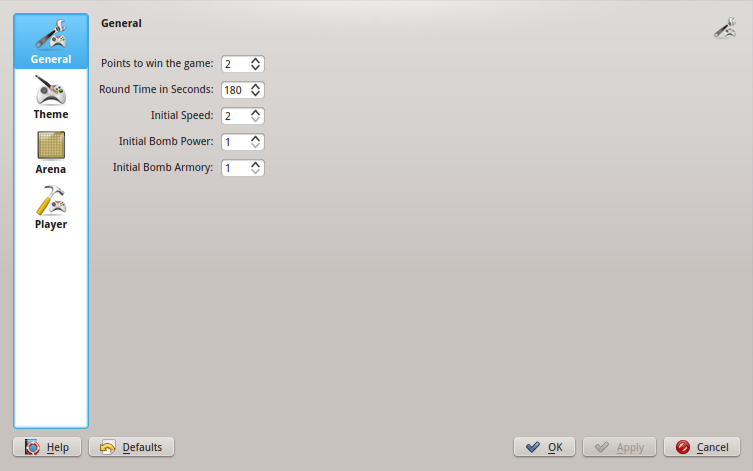 General
Theme
Arena
Player
General
Points to win the game: 2
Round Time in Seconds: 180
Initial Speed: 2
Initial Bomb Power: 1
Initial Bomb Armory: 1
Help Defaults OK Apply Cancel